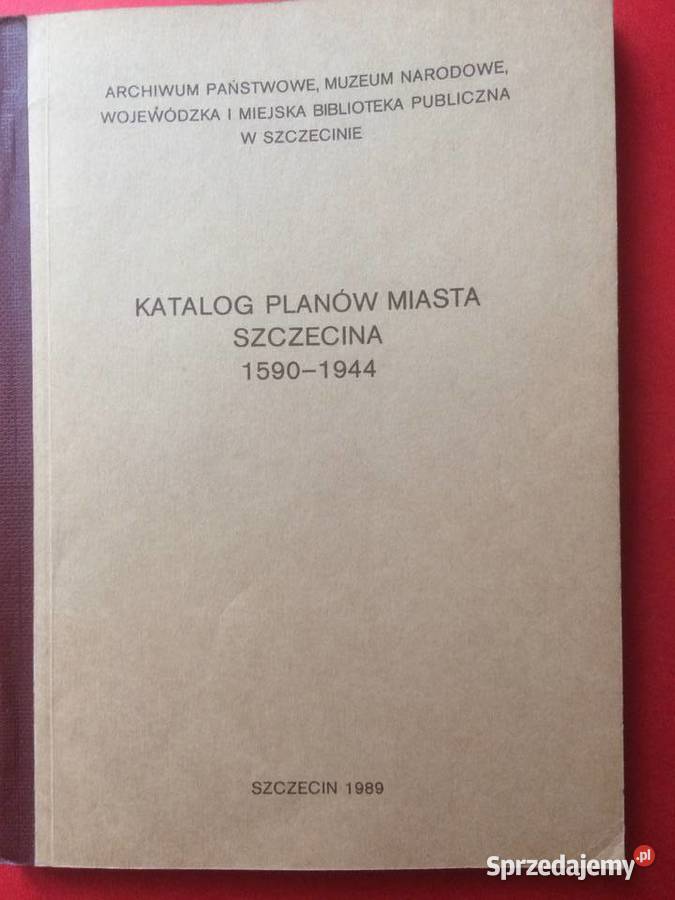 ARCHIWUM PAŃSTWOWE, MUZEUM NARODOWE,
WOJEWÓDZKA I MIEJSKA BIBLIOTEKA PUBLICZNA
W SZCZECINIE
KATALOG PLANÓW MIASTA
SZCZECINA
1590–1944
SZCZECIN 1989
Sprzedajemy.pl